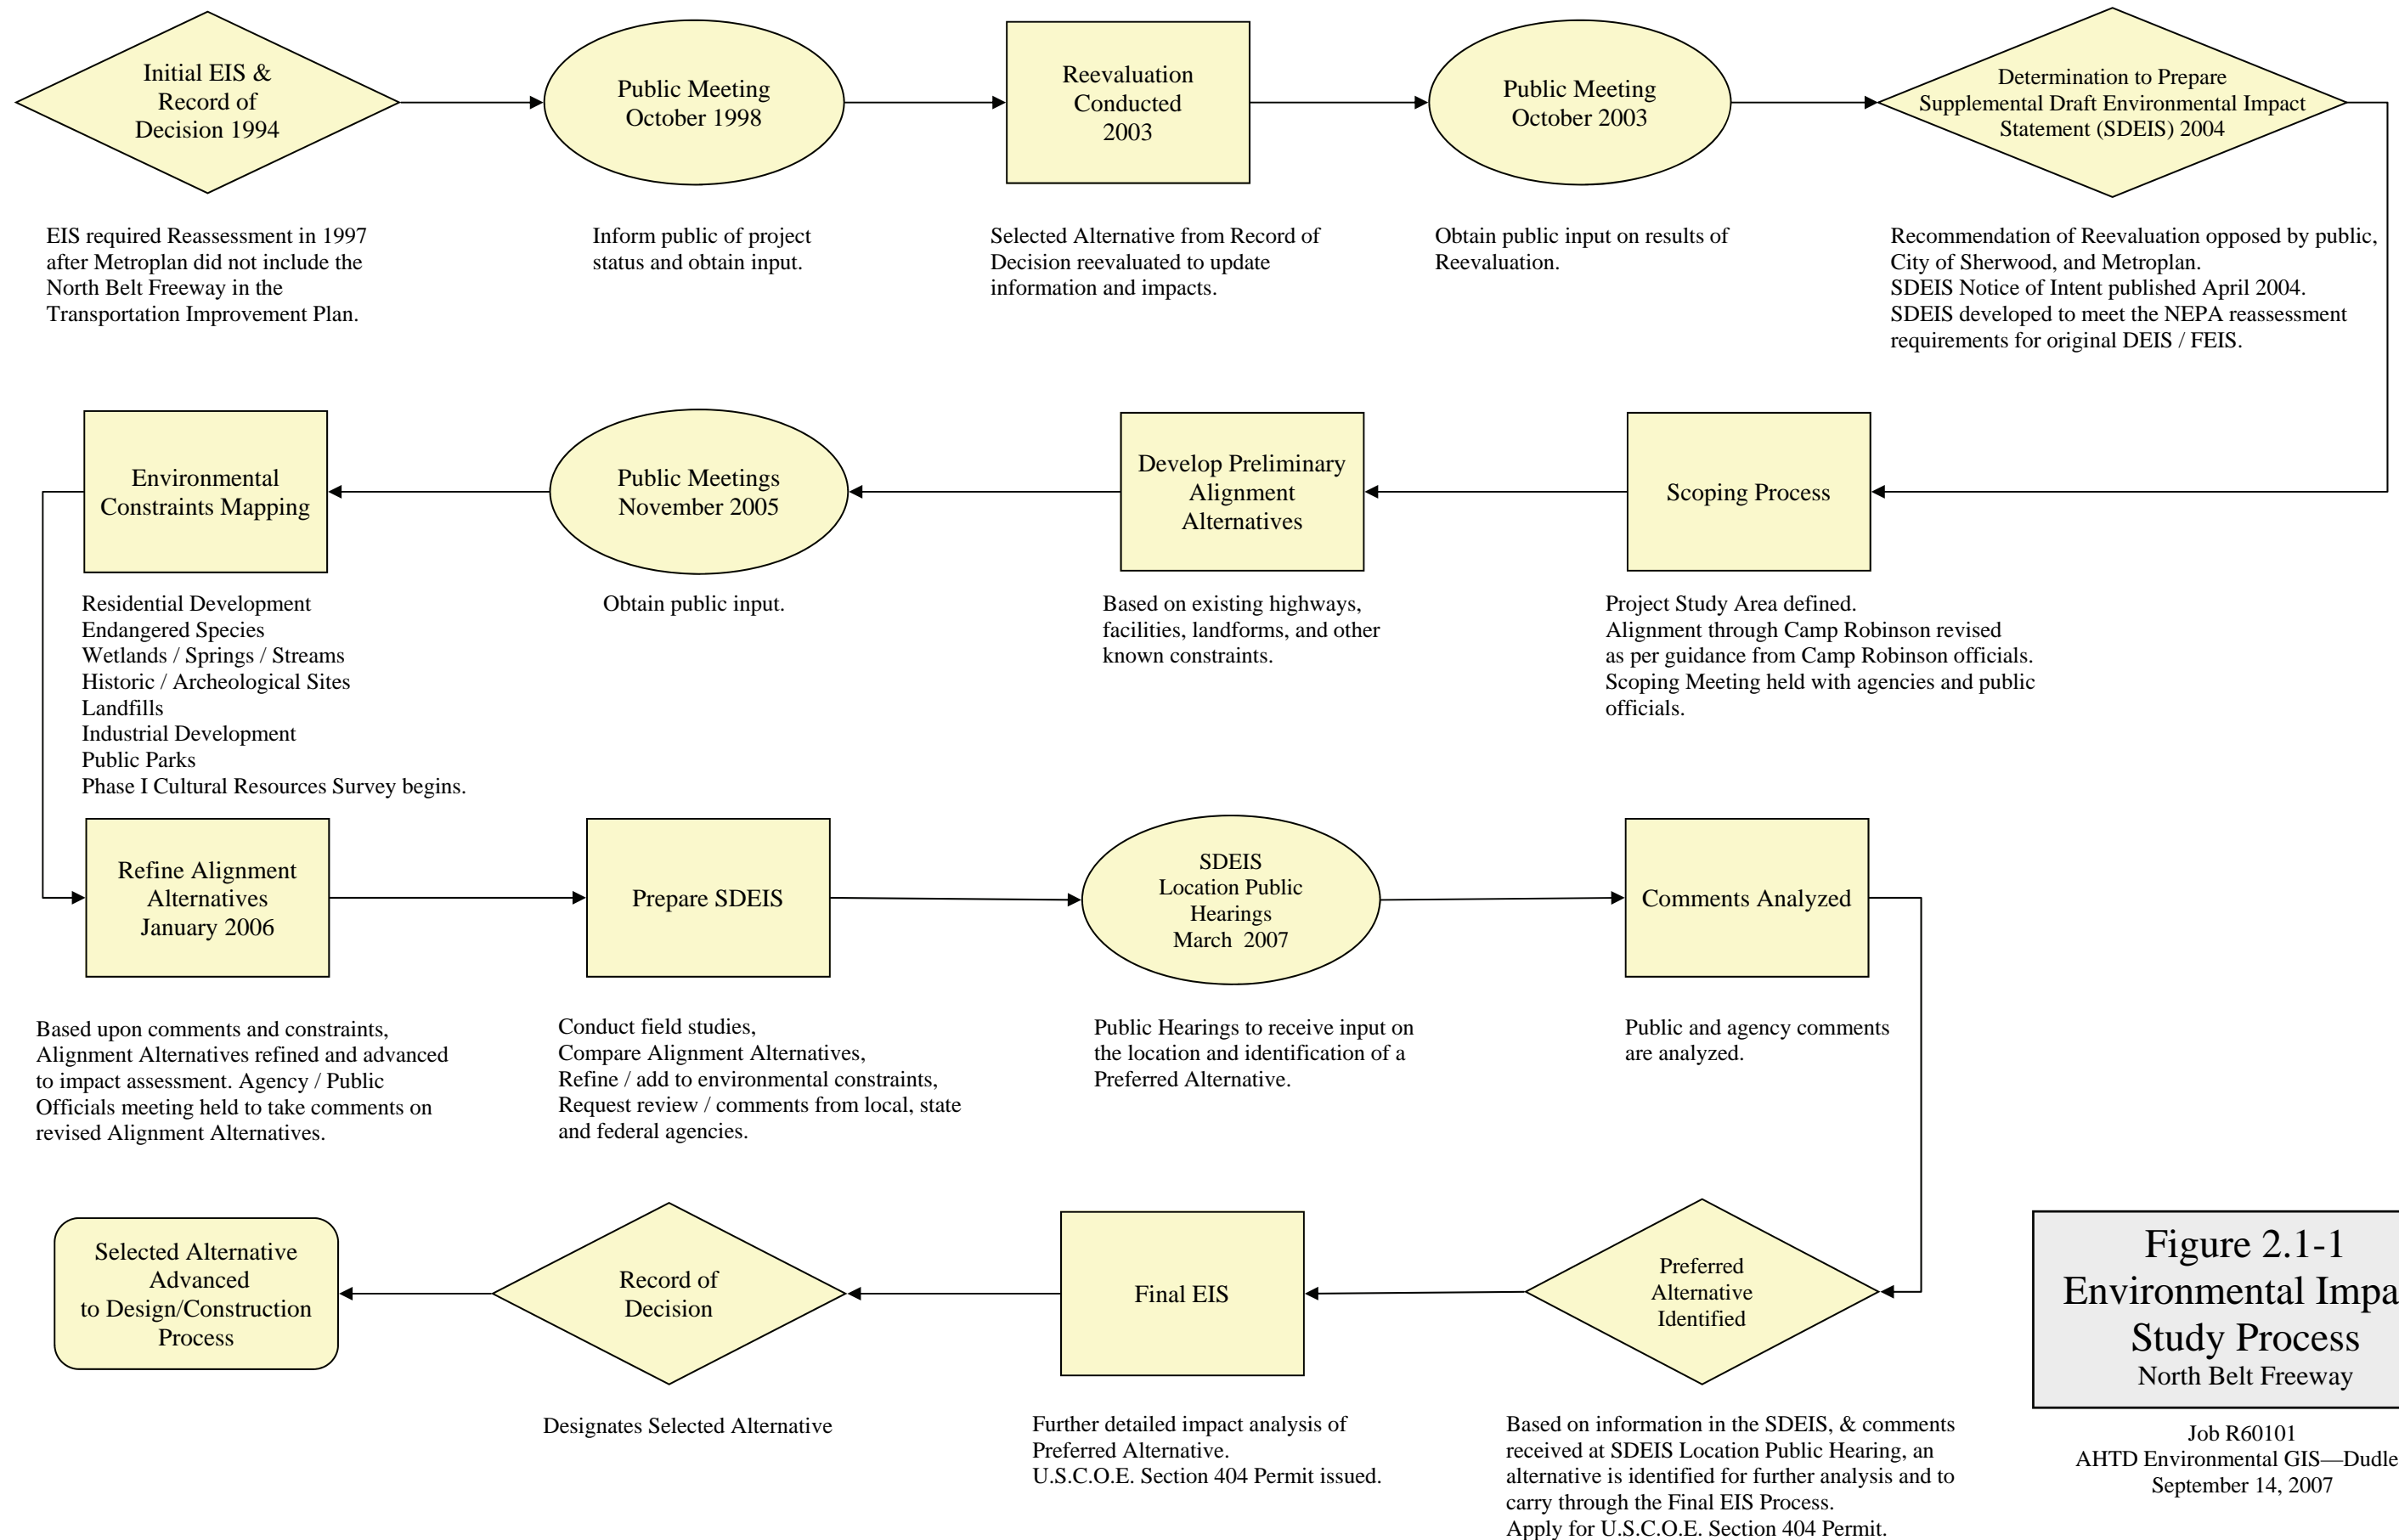 Initial EIS &
Record of
Decision 1994
EIS required Reassessment in 1997
after Metroplan did not include the
North Belt Freeway in the
Transportation Improvement Plan.
Public Meeting
October 1998
Inform public of project
status and obtain input.
Reevaluation
Conducted
2003
Selected Alternative from Record of
Decision reevaluated to update
information and impacts.
Public Meeting
October 2003
Obtain public input on results of
Reevaluation.
Determination to Prepare
Supplemental Draft Environmental Impact
Statement (SDEIS) 2004
Recommendation of Reevaluation opposed by public,
City of Sherwood, and Metroplan.
SDEIS Notice of Intent published April 2004.
SDEIS developed to meet the NEPA reassessment
requirements for original DEIS / FEIS.
Scoping Process
Project Study Area defined.
Alignment through Camp Robinson revised
as per guidance from Camp Robinson officials.
Scoping Meeting held with agencies and public
officials.
Develop Preliminary
Alignment
Alternatives
Based on existing highways,
facilities, landforms, and other
known constraints.
Public Meetings
November 2005
Obtain public input.
Environmental
Constraints Mapping
Residential Development
Endangered Species
Wetlands / Springs / Streams
Historic / Archeological Sites
Landfills
Industrial Development
Public Parks
Phase I Cultural Resources Survey begins.
Refine Alignment
Alternatives
January 2006
Based upon comments and constraints,
Alignment Alternatives refined and advanced
to impact assessment. Agency / Public
Officials meeting held to take comments on
revised Alignment Alternatives.
Prepare SDEIS
Conduct field studies,
Compare Alignment Alternatives,
Refine / add to environmental constraints,
Request review / comments from local, state
and federal agencies.
SDEIS
Location Public
Hearings
March 2007
Public Hearings to receive input on
the location and identification of a
Preferred Alternative.
Comments Analyzed
Public and agency comments
are analyzed.
Preferred
Alternative
Identified
Based on information in the SDEIS, & comments
received at SDEIS Location Public Hearing, an
alternative is identified for further analysis and to
carry through the Final EIS Process.
Apply for U.S.C.O.E. Section 404 Permit.
Final EIS
Further detailed impact analysis of
Preferred Alternative.
U.S.C.O.E. Section 404 Permit issued.
Record of
Decision
Designates Selected Alternative
Selected Alternative
Advanced
to Design/Construction
Process
Figure 2.1-1
Environmental Impa
Study Process
North Belt Freeway
Job R60101
AHTD Environmental GIS—Dudle
September 14, 2007